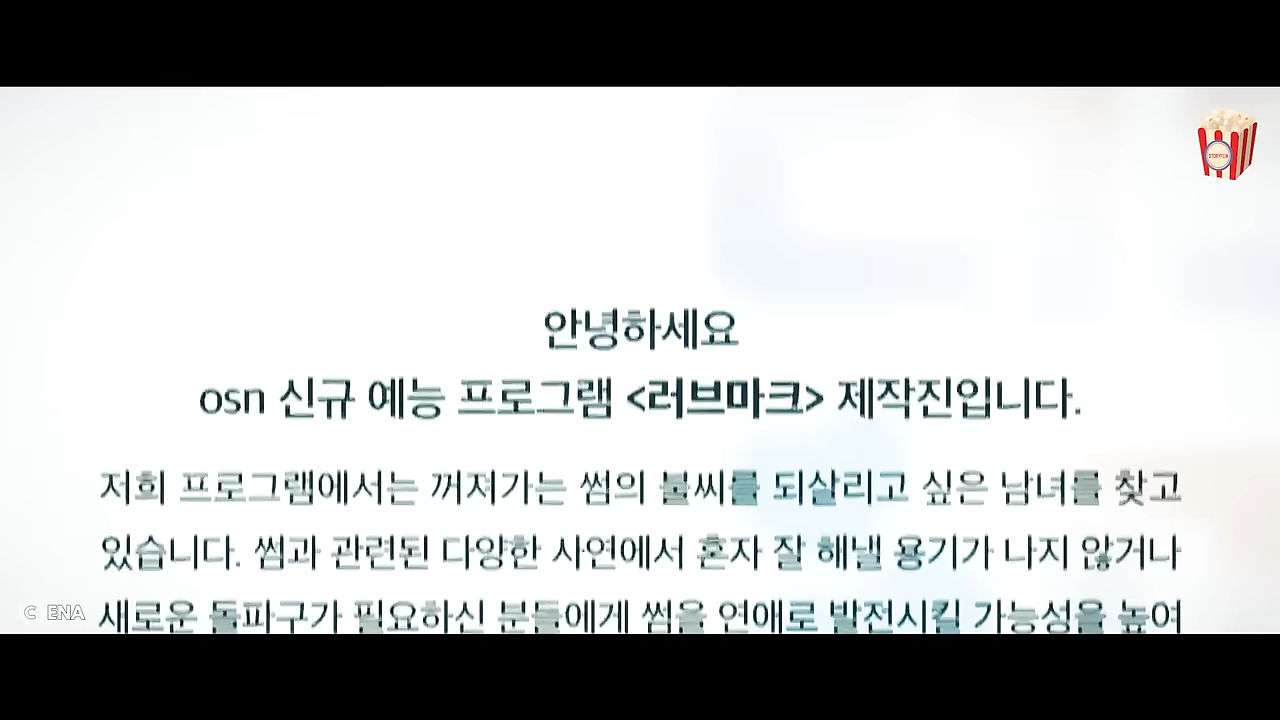 안녕하세요
osn 신규 예능 프로그램 <러브마크> 제작진입니다.
저희 프로그램에서는 꺼져가는 썸의 불씨를 되살리고 싶은 남녀를 찾고
있습니다. 썸과 관련된 다양한 사연에서 혼자 잘 해낼 용기가 나지 않거나
새로운 돌파구가 필요하신 분들에게 썸을 연애로 발전시킬 가능성을 높여
C ENA
STORYFLIX